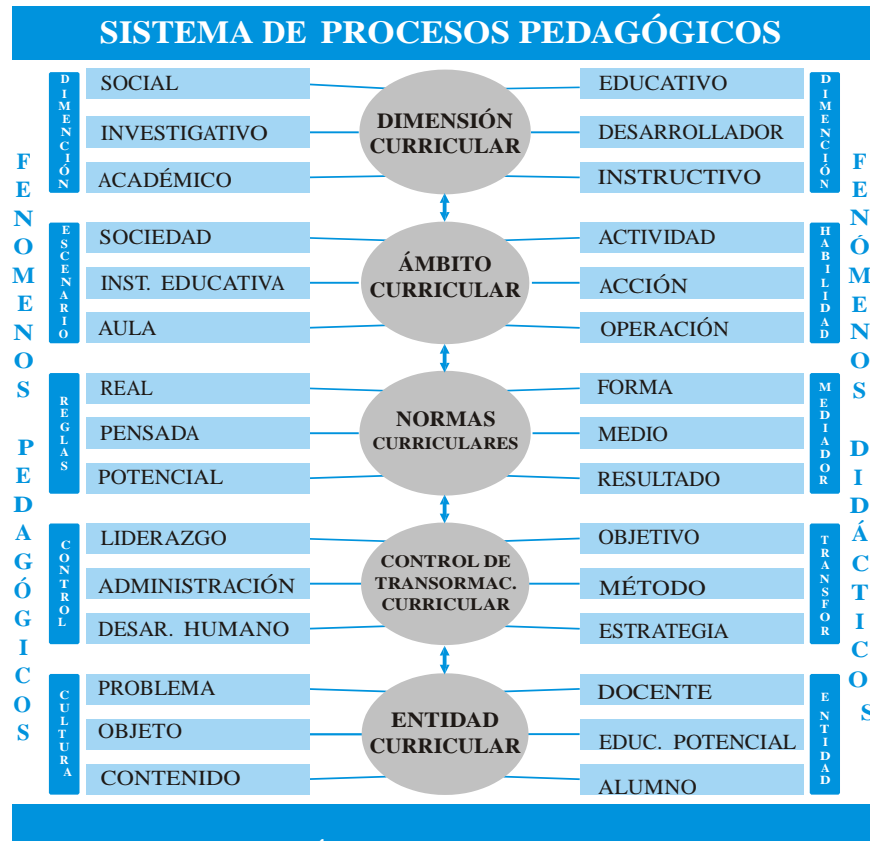 SISTEMA DE PROCESOS PEDAGÓGICOS
FENOMENOS PEDAGÓGICOS
DIMENCIÓN
SOCIAL
INVESTIGATIVO
ACADÉMICO
DIMENSIÓN
CURRICULAR
EDUCATIVO
DESARROLLADOR
INSTRUCTIVO
DIMENCIÓN
ESCENARIO
SOCIEDAD
INST. EDUCATIVA
AULA
ÁMBITO
CURRICULAR
ACTIVIDAD
ACCIÓN
OPERACIÓN
HABILIDAD
REGLAS
REAL
PENSADA
POTENCIAL
NORMAS
CURRICULARES
FORMA
MEDIO
RESULTADO
MEDIADOR
CONTROL
LIDERAZGO
ADMINISTRACIÓN
DESAR. HUMANO
CONTROL DE
TRANSORMAC.
CURRICULAR
OBJETIVO
MÉTODO
ESTRATEGIA
TRANSFOR
CULTURA
PROBLEMA
OBJETO
CONTENIDO
ENTIDAD
CURRICULAR
DOCENTE
EDUC. POTENCIAL
ALUMNO
ENTIDAD
FENÓMENOS DIDÁCTICOS